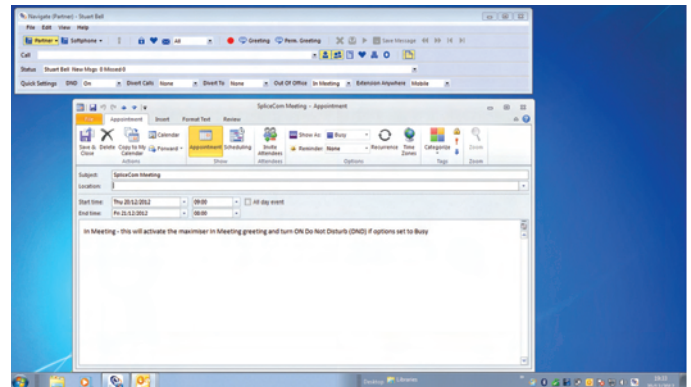 Navigate (Partner) - Stuart Bell
File Edit View Help
Partner Softphone All Greeting Perm. Greeting Save Message
Call
Status Stuart Bell New Msgs: 0 Missed:0
Quick Settings DND On Divert Calls None Divert To None Out Of Office In Meeting Extension Anywhere Mobile
SpliceCom Meeting - Appointment
File Appointment Insert Format Text Review
Save & Close Delete Copy to My Calendar Calendar Forward Appointment Scheduling Invite Attendees Show As: Busy Reminder: None Recurrence Time Zones Categorize Zoom
Actions Show Attendees Options Tags Zoom
Subject: SpliceCom Meeting
Location:
Start time: Thu 20/12/2012 09:00 All day event
End time: Fri 21/12/2012 08:00
In Meeting - this will activate the maximiser In Meeting greeting and turn ON Do Not Disturb (DND) if options set to Busy
Desktop Libraries